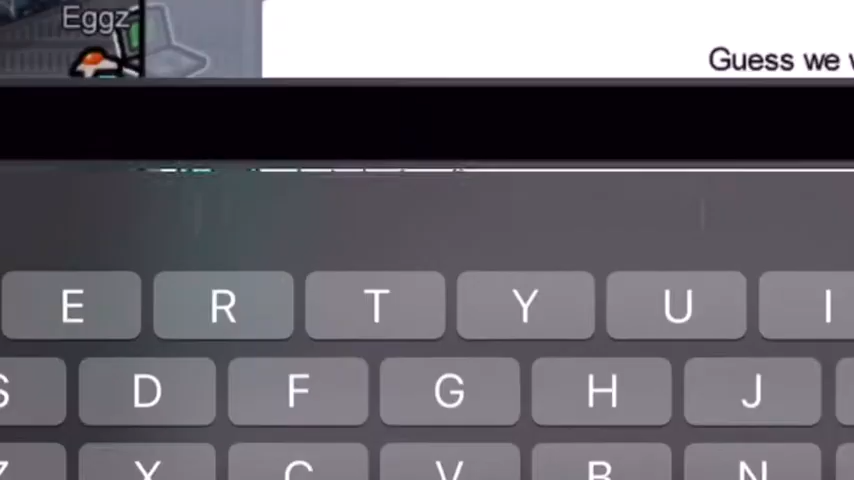 Eggz
Guess we
E R T Y U I
S D F G H J
Z X C V B N